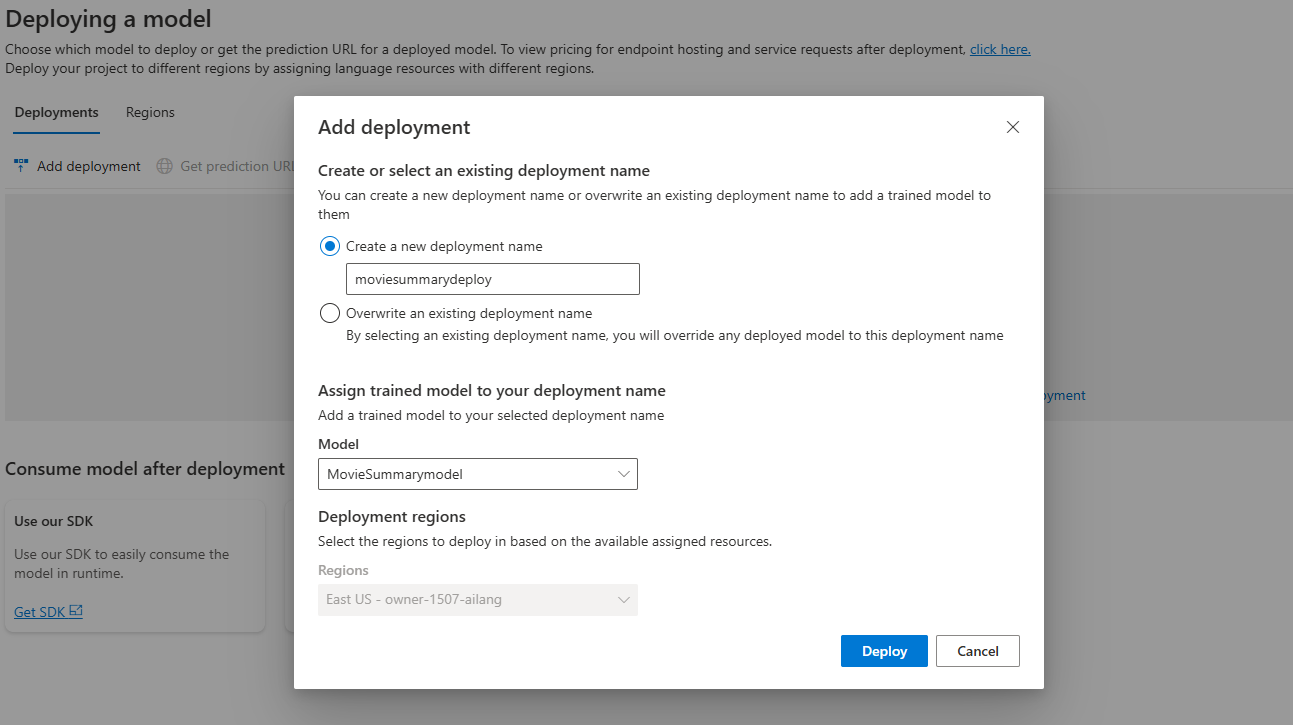 Deploying a model
Choose which model to deploy or get the prediction URL for a deployed model. To view pricing for endpoint hosting and service requests after deployment, click here.
Deploy your project to different regions by assigning language resources with different regions.
Deployments Regions
Add deployment Get prediction URL
Add deployment
Create or select an existing deployment name
You can create a new deployment name or overwrite an existing deployment name to add a trained model to
them
Create a new deployment name
moviesummarydeploy
Overwrite an existing deployment name
By selecting an existing deployment name, you will override any deployed model to this deployment name
Assign trained model to your deployment name
Add a trained model to your selected deployment name
Model
MovieSummarymodel
Deployment regions
Select the regions to deploy in based on the available assigned resources.
Regions
East US - owner-1507-ailang
Deploy Cancel
Consume model after deployment
Use our SDK
Use our SDK to easily consume the
model in runtime.
Get SDK